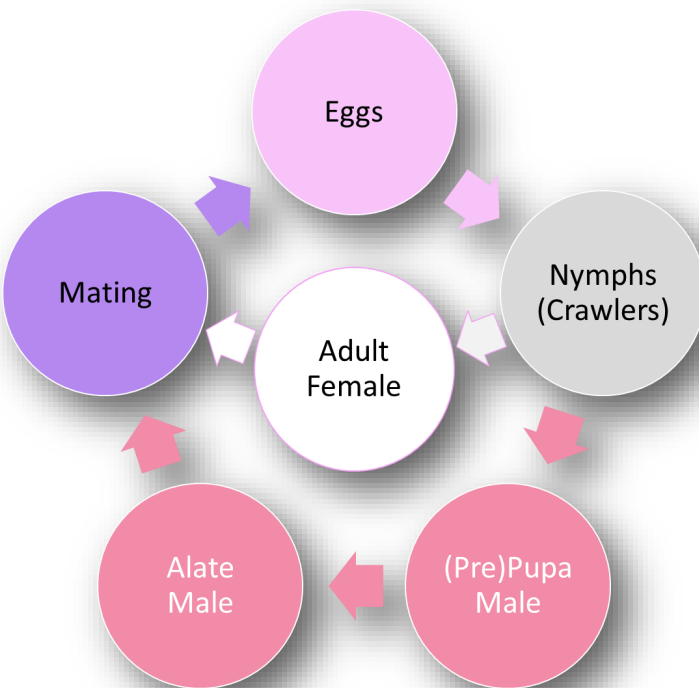 Eggs
Nymphs
(Crawlers)
Mating
Adult
Female
(Pre)Pupa
Male
Alate
Male